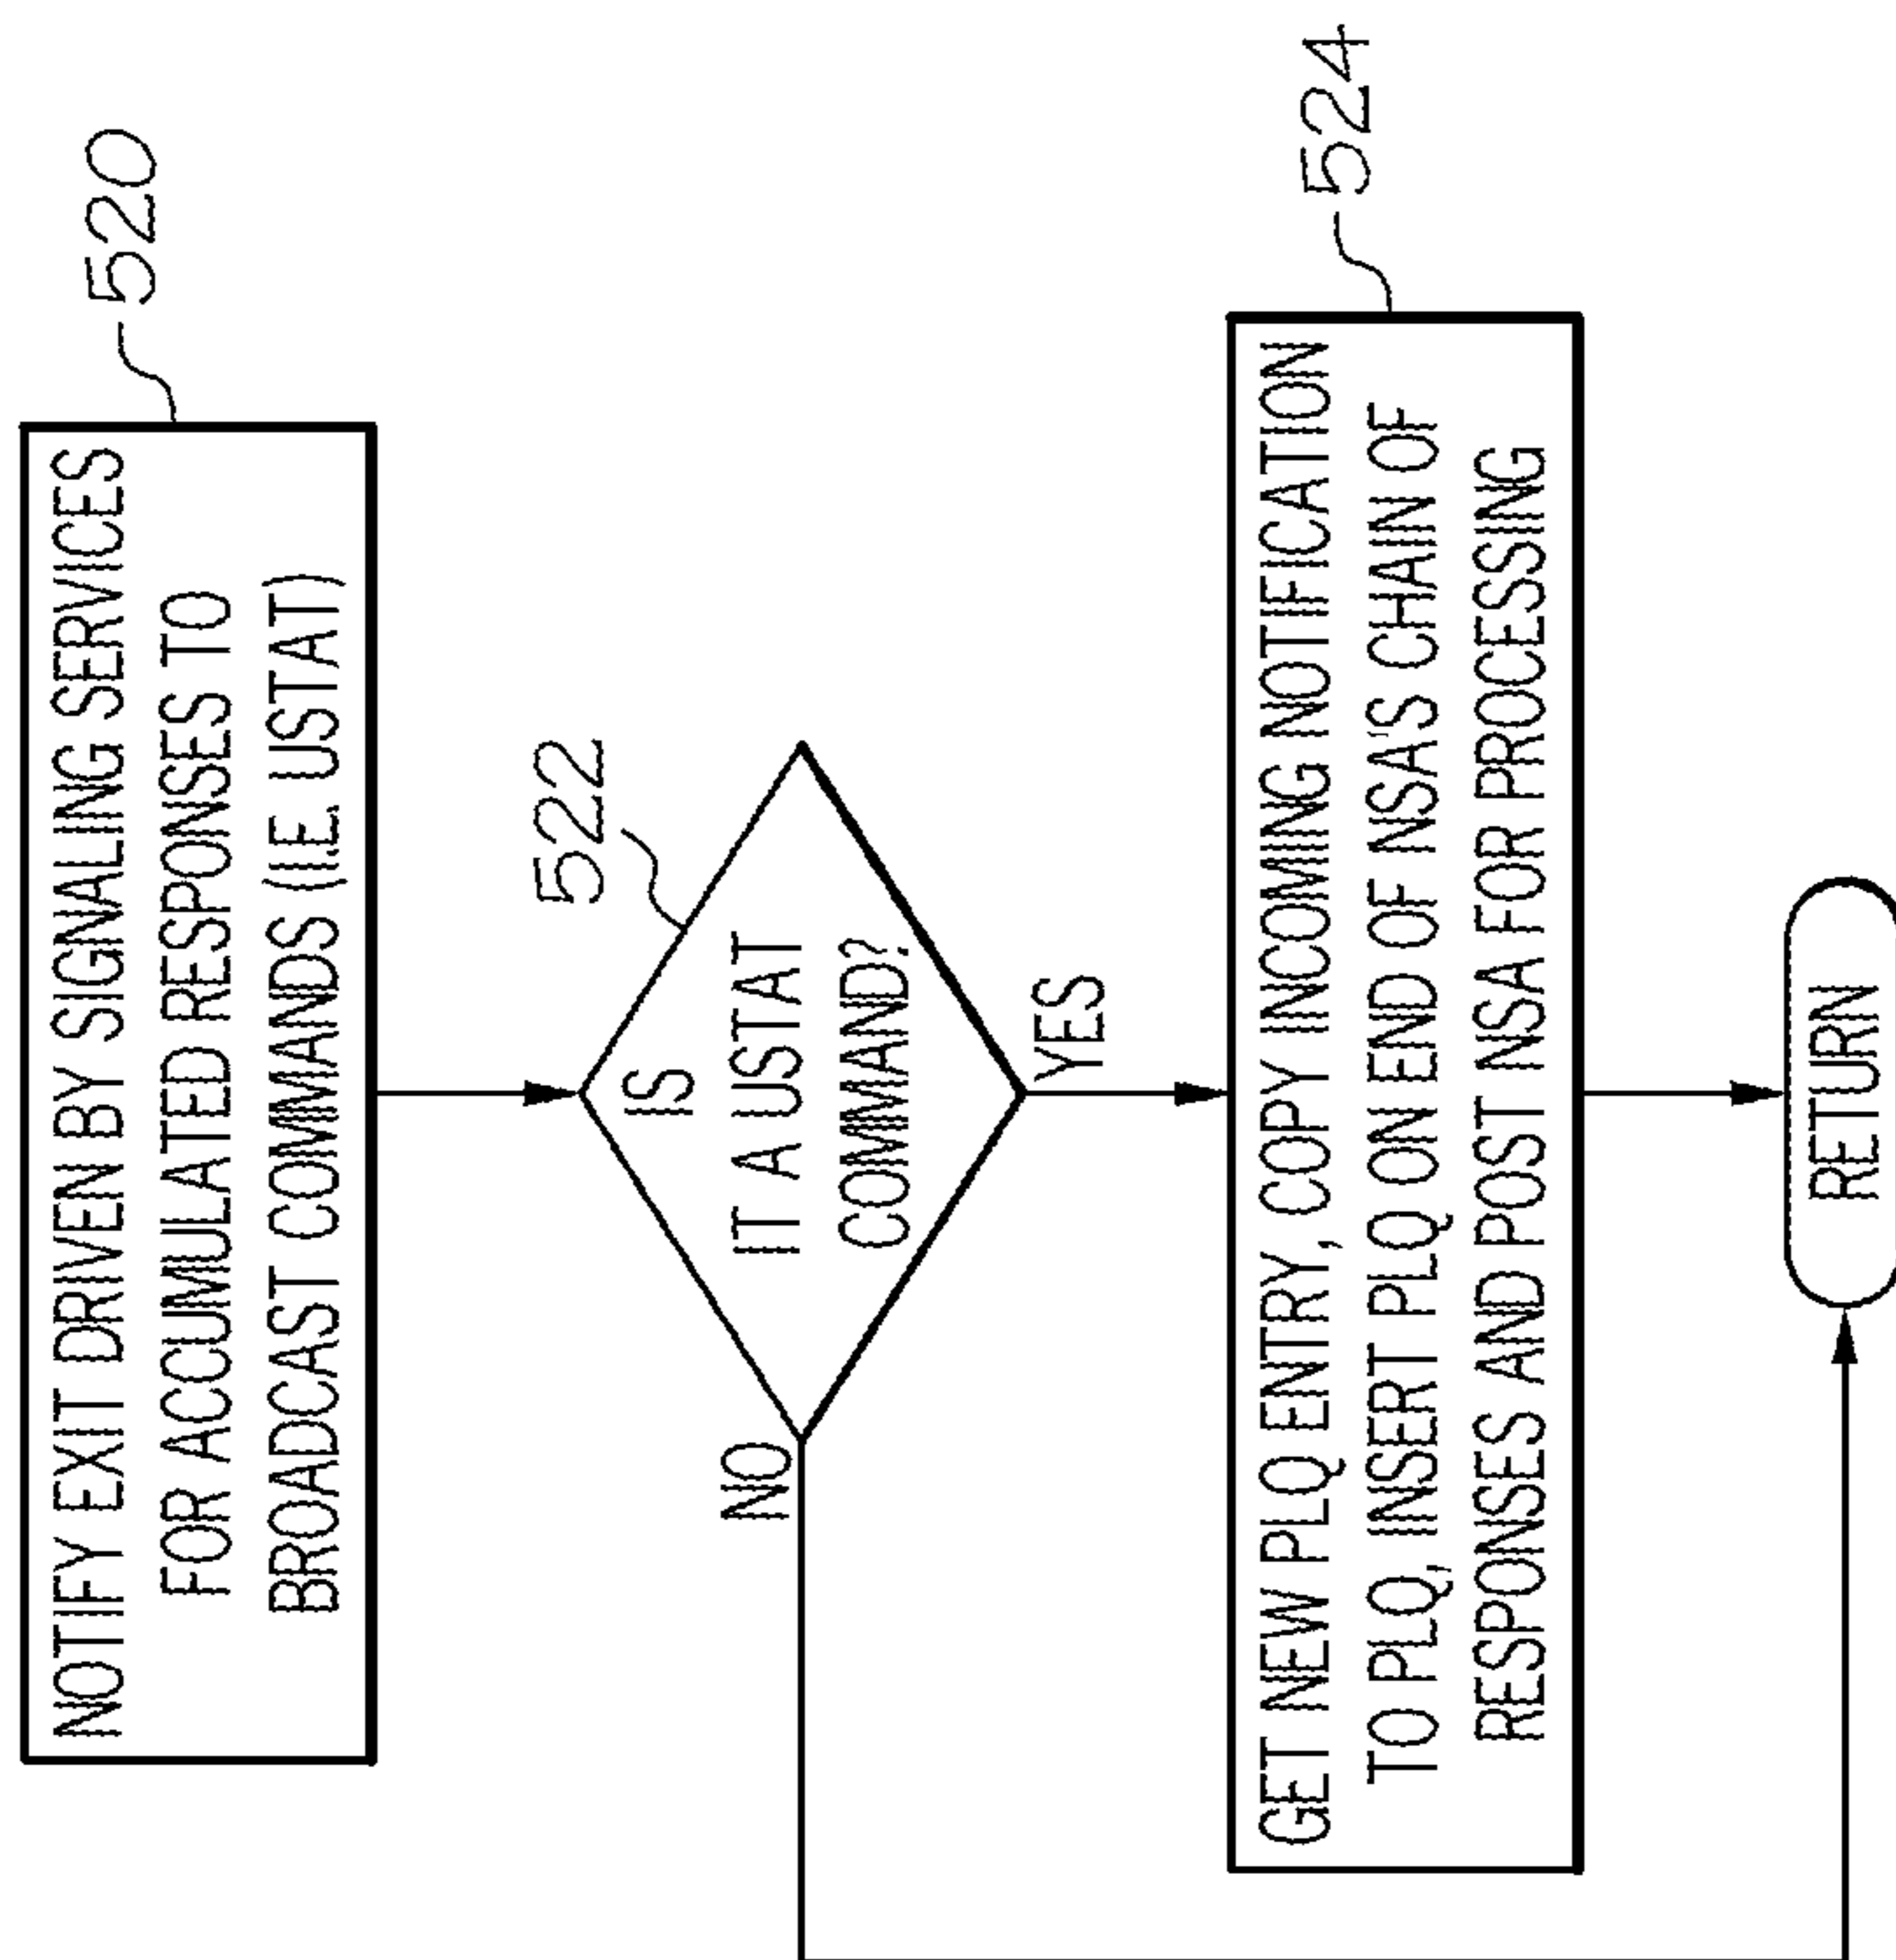 NOTIFY EXIT DRIVEN BY SIGNALING SERVICES
FOR ACCUMULATED RESPONSES TO
BROADCAST COMMANDS (I.E. USTAT)
520
522
IS
IT A USTAT
COMMAND?
NO
YES
GET NEW PLQ ENTRY, COPY INCOMING NOTIFICATION
TO PLQ, INSERT PLQ ON END OF NSA'S CHAIN OF
RESPONSES AND POST NSA FOR PROCESSING
524
RETURN